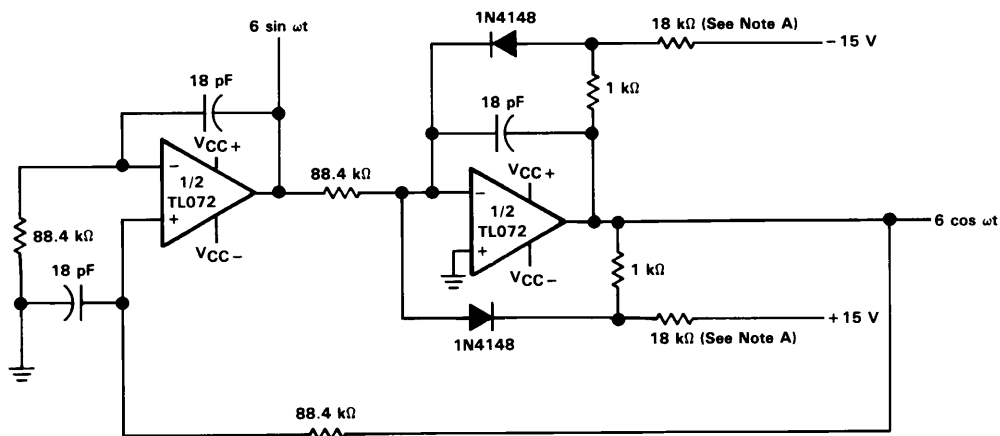 6 sin ωt
18 pF
VCC+
−
1/2
TL072
+
VCC−
88.4 kΩ
18 pF
88.4 kΩ
1N4148
18 kΩ (See Note A)
−15 V
1 kΩ
18 pF
VCC+
−
1/2
TL072
+
VCC−
6 cos ωt
1 kΩ
1N4148
18 kΩ (See Note A)
+15 V
88.4 kΩ